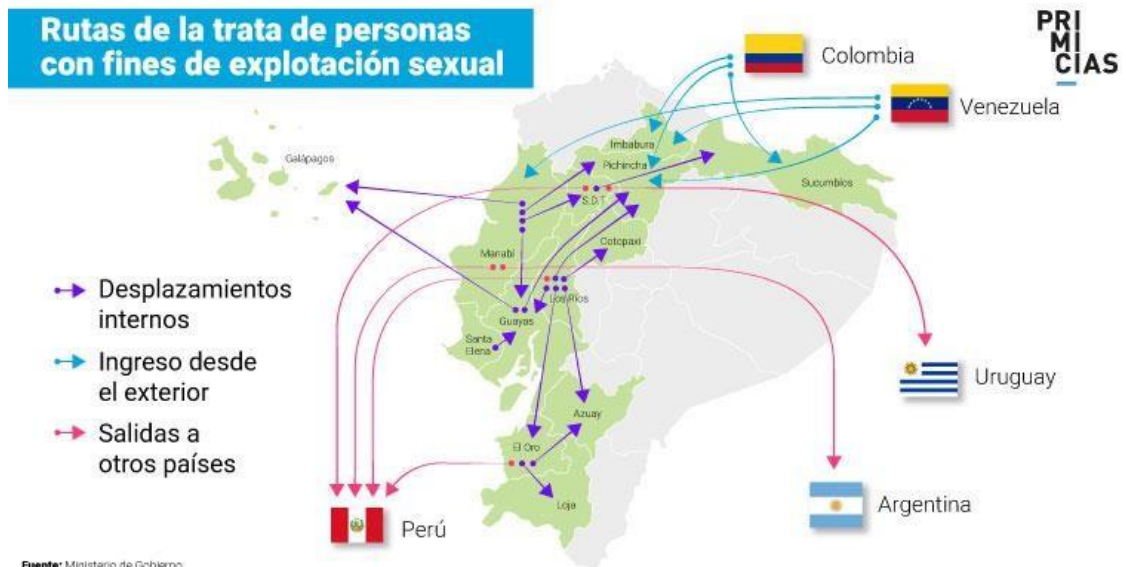 Rutas de la trata de personas
con fines de explotación sexual
PRI
MI
CIAS
Colombia
Venezuela
Galápagos
Imbabura
Pichincha
Sucumbíos
S.D.T
Cotopaxi
Manabí
Los Ríos
Guayas
Santa
Elena
Azuay
El Oro
Loja
Desplazamientos
internos
Ingreso desde
el exterior
Salidas a
otros países
Uruguay
Argentina
Perú
Fuente: Ministerio de Gobierno